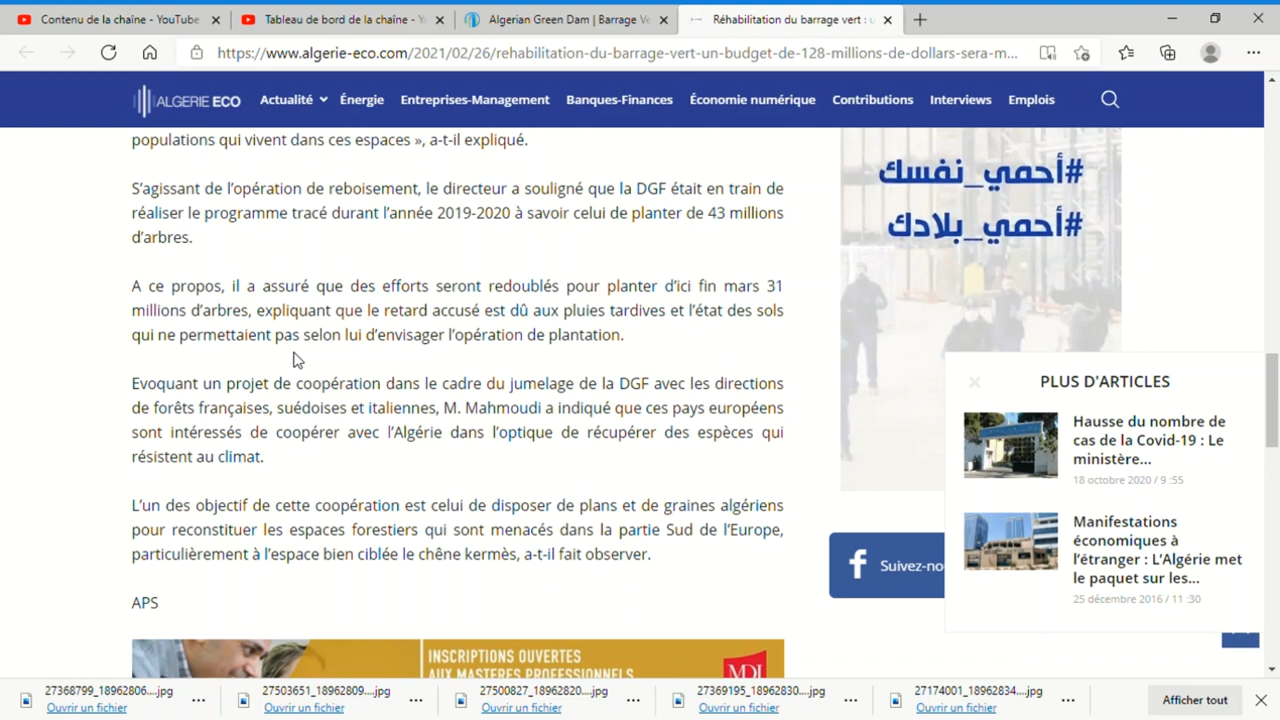 Contenu de la chaîne - YouTube
Tableau de bord de la chaîne - Y
Algerian Green Dam | Barrage Ve
Réhabilitation du barrage vert : u
https://www.algerie-eco.com/2021/02/26/rehabilitation-du-barrage-vert-un-budget-de-128-millions-de-dollars-sera-m...
ALGERIE ECO
Actualité
Énergie
Entreprises-Management
Banques-Finances
Économie numérique
Contributions
Interviews
Emplois
populations qui vivent dans ces espaces », a-t-il expliqué.
S'agissant de l'opération de reboisement, le directeur a souligné que la DGF était en train de
réaliser le programme tracé durant l'année 2019-2020 à savoir celui de planter de 43 millions
d'arbres.
A ce propos, il a assuré que des efforts seront redoublés pour planter d'ici fin mars 31
millions d'arbres, expliquant que le retard accusé est dû aux pluies tardives et l'état des sols
qui ne permettaient pas selon lui d'envisager l'opération de plantation.
Evoquant un projet de coopération dans le cadre du jumelage de la DGF avec les directions
de forêts françaises, suédoises et italiennes, M. Mahmoudi a indiqué que ces pays européens
sont intéressés de coopérer avec l'Algérie dans l'optique de récupérer des espèces qui
résistent au climat.
L'un des objectif de cette coopération est celui de disposer de plans et de graines algériens
pour reconstituer les espaces forestiers qui sont menacés dans la partie Sud de l'Europe,
particulièrement à l'espace bien ciblée le chêne kermès, a-t-il fait observer.
APS
INSCRIPTIONS OUVERTES
AUX MASTERES PROFESSIONNELS
MDI
#أحمي_نفسك
#أحمي_بلادك
Suivez-no
PLUS D'ARTICLES
Hausse du nombre de
cas de la Covid-19 : Le
ministère...
18 octobre 2020 / 9 :55
Manifestations
économiques à
l'étranger : L'Algérie met
le paquet sur les...
25 décembre 2016 / 11 :30
27368799_18962806....jpg
Ouvrir un fichier
27503651_18962809....jpg
Ouvrir un fichier
27500827_18962820....jpg
Ouvrir un fichier
27369195_18962830....jpg
Ouvrir un fichier
27174001_18962834....jpg
Ouvrir un fichier
Afficher tout